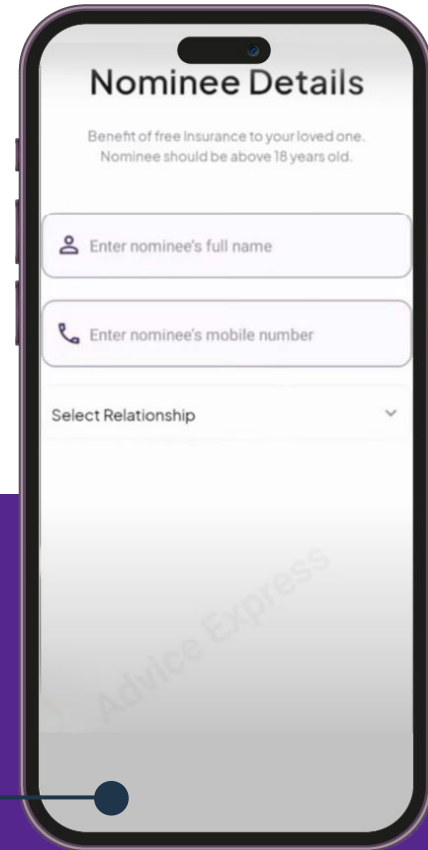 Nominee Details
Benefit of free Insurance to your loved one.
Nominee should be above 18 years old.
Enter nominee's full name
Enter nominee's mobile number
Select Relationship
Advice Express